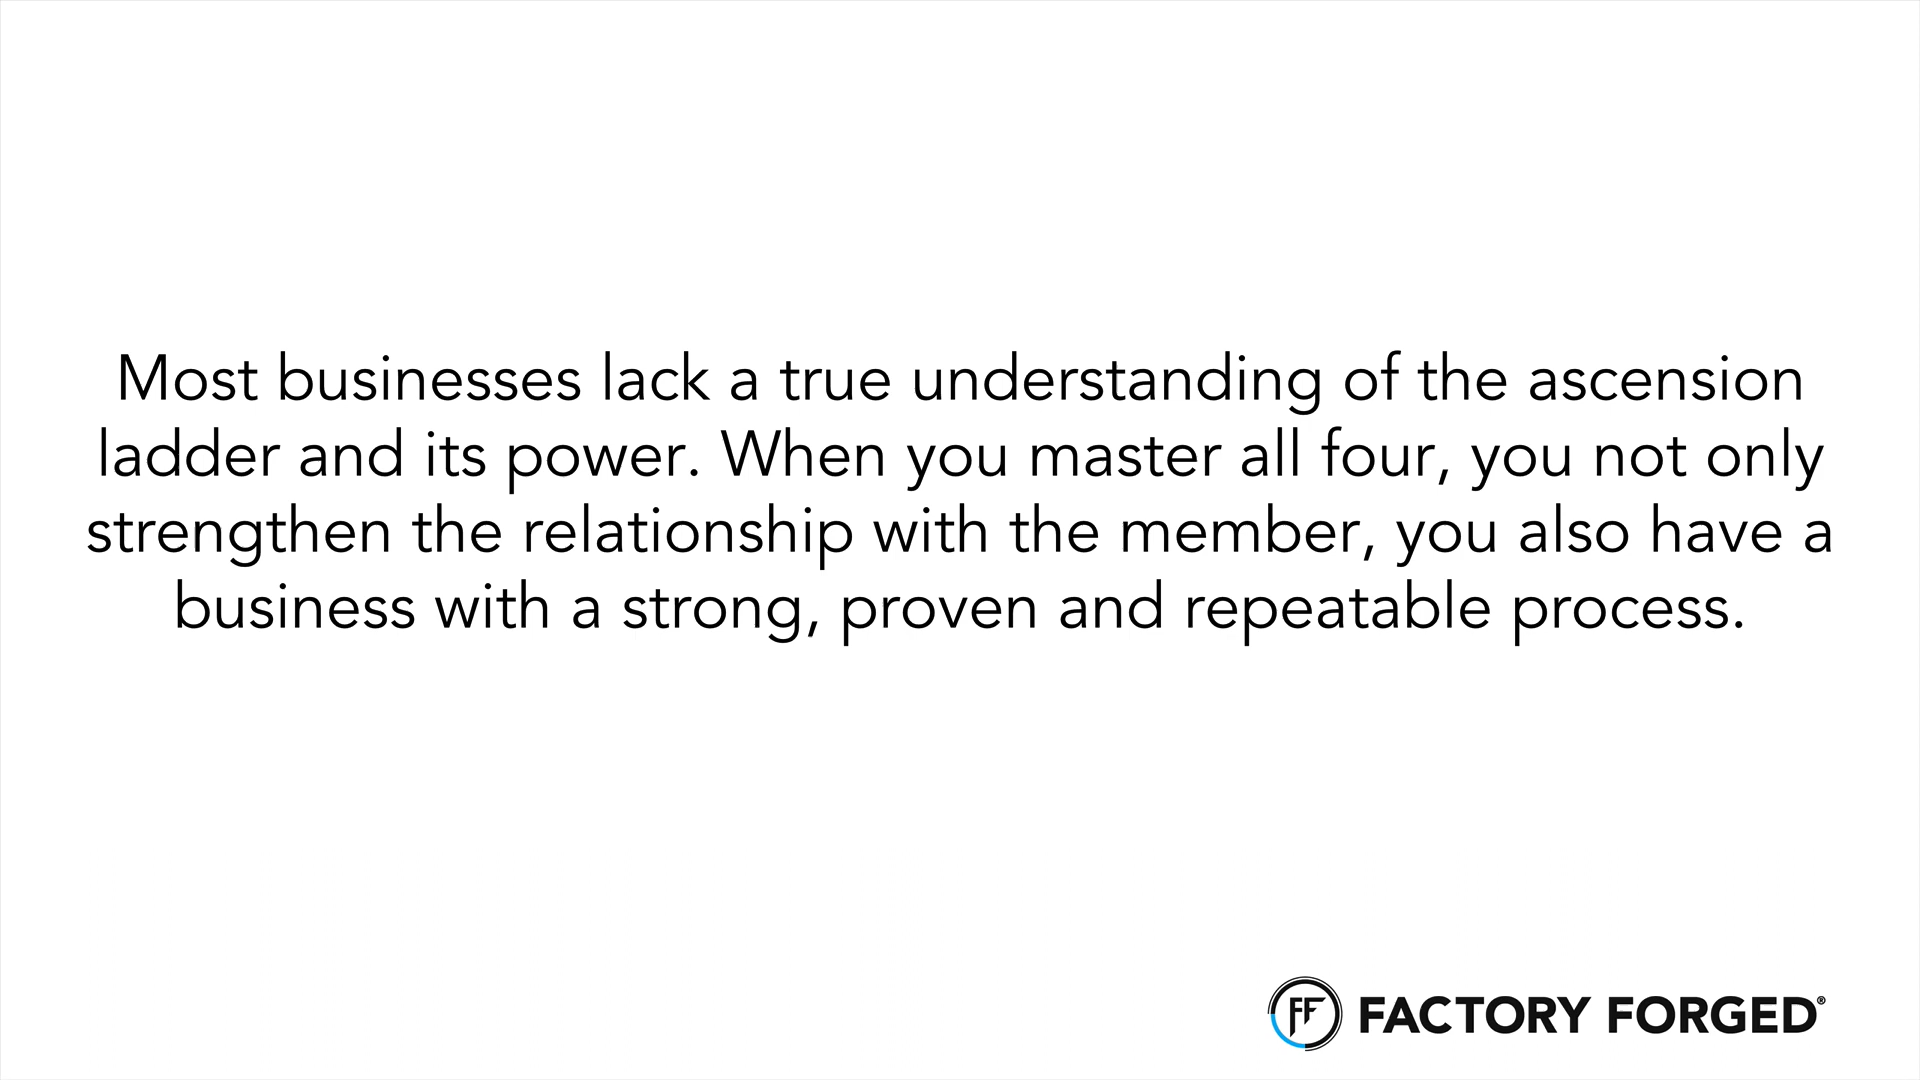 Most businesses lack a true understanding of the ascension
ladder and its power. When you master all four, you not only
strengthen the relationship with the member, you also have a
business with a strong, proven and repeatable process.
FF FACTORY FORGED®